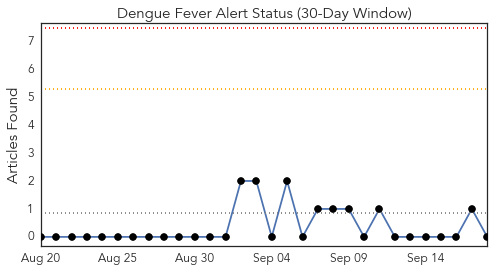 Dengue Fever Alert Status (30-Day Window)
Articles Found
7
6
5
4
3
2
1
0
Aug 20 Aug 25 Aug 30 Sep 04 Sep 09 Sep 14